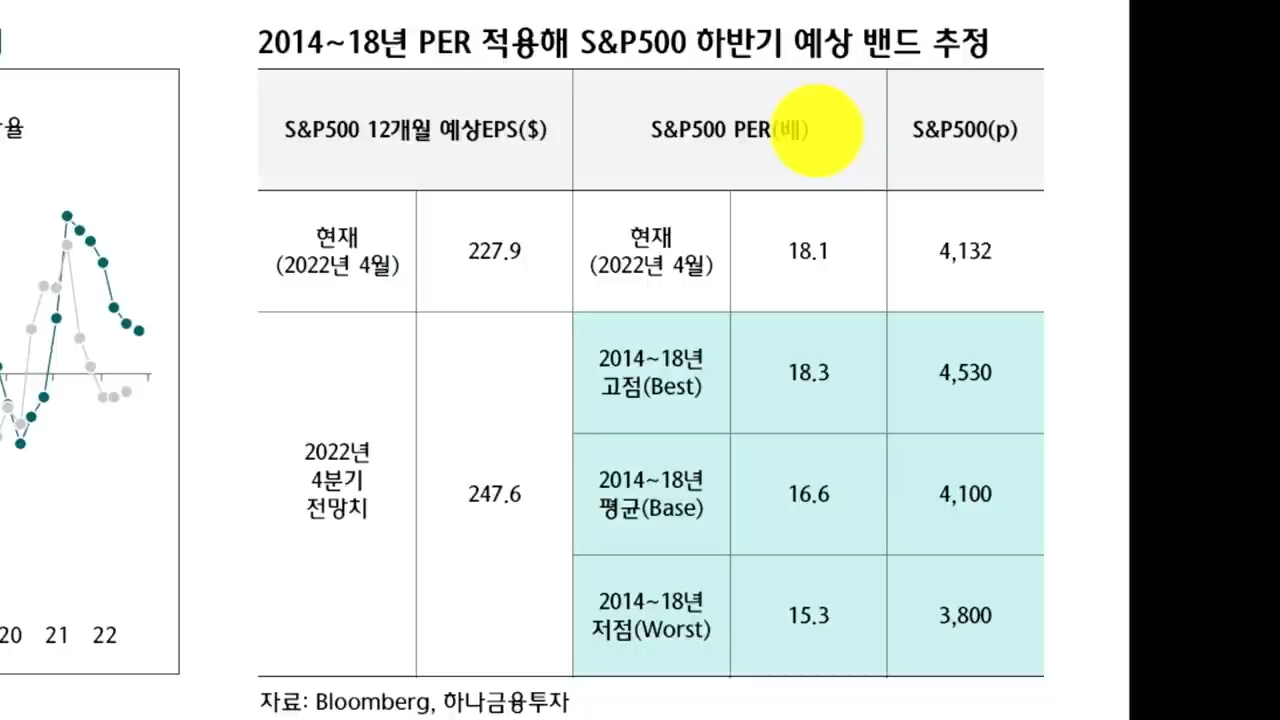 2014~18년 PER 적용해 S&P500 하반기 예상 밴드 추정
S&P500 12개월 예상EPS($)
S&P500 PER(배)
S&P500(p)
율
현재
(2022년 4월)
227.9
현재
(2022년 4월)
18.1
4,132
2022년
4분기
전망치
247.6
2014~18년
고점(Best)
18.3
4,530
2014~18년
평균(Base)
16.6
4,100
2014~18년
저점(Worst)
15.3
3,800
20 21 22
자료: Bloomberg, 하나금융투자